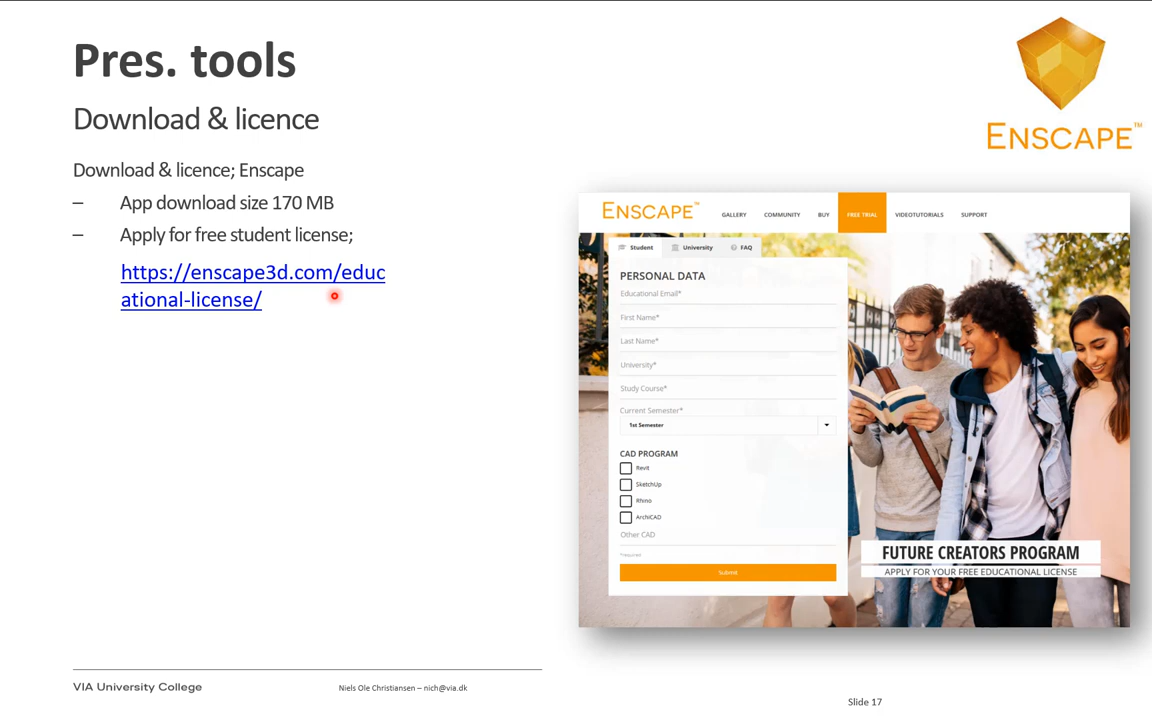 Pres. tools
Download & licence
Download & licence; Enscape
– App download size 170 MB
– Apply for free student license;
https://enscape3d.com/educ
ational-license/
ENSCAPE™
ENSCAPE™
GALLERY COMMUNITY BUY FREE TRIAL VIDEOTUTORIALS SUPPORT
Student University FAQ
PERSONAL DATA
Educational Email*
First Name*
Last Name*
University*
Study Course*
Current Semester*
1st Semester
CAD PROGRAM
Revit
SketchUp
Rhino
ArchiCAD
Other CAD
*required
Submit
FUTURE CREATORS PROGRAM
APPLY FOR YOUR FREE EDUCATIONAL LICENSE
VIA University College
Niels Ole Christiansen – nich@via.dk
Slide 17